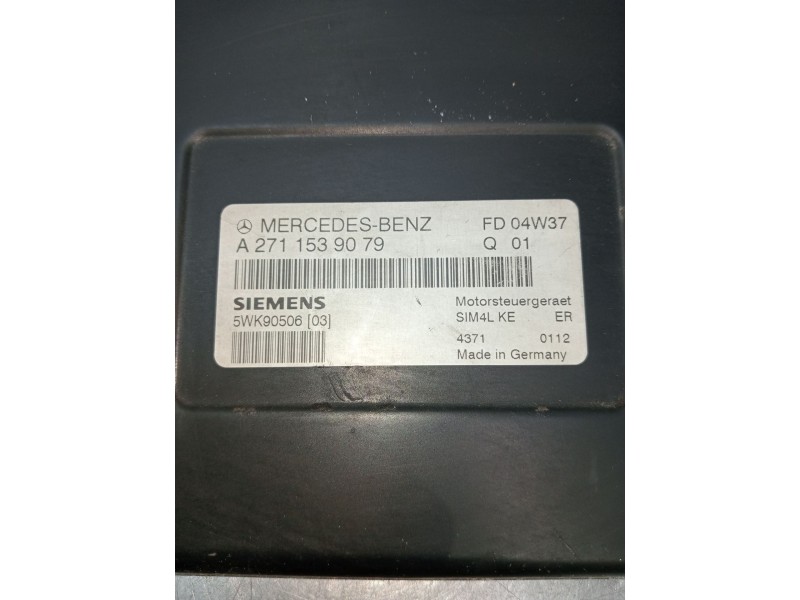 MERCEDES-BENZ FD 04W37
A 271 153 90 79 Q 01
SIEMENS Motorsteuergeraet
5WK90506 [03] SIM4L KE ER
4371 0112
Made in Germany